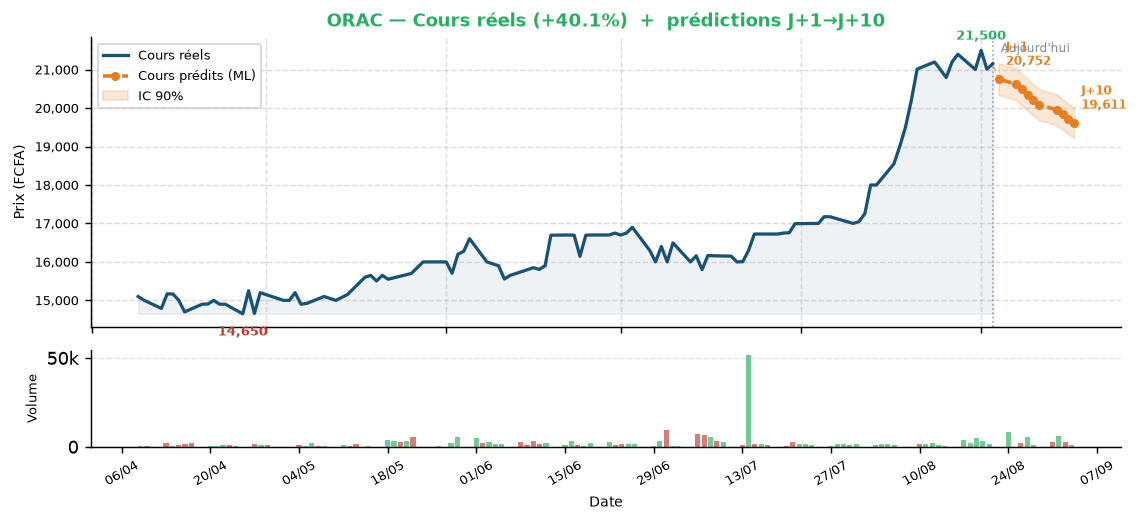 ORAC — Cours réels (+40.1%)  +  prédictions J+1→J+10
Cours réels
Cours prédits (ML)
IC 90%
21,500
Aujourd'hui
J+1
20,752
J+10
19,611
14,650
Prix (FCFA)
21,000
20,000
19,000
18,000
17,000
16,000
15,000
Volume
50k
0
06/04
20/04
04/05
18/05
01/06
15/06
29/06
13/07
27/07
10/08
24/08
07/09
Date